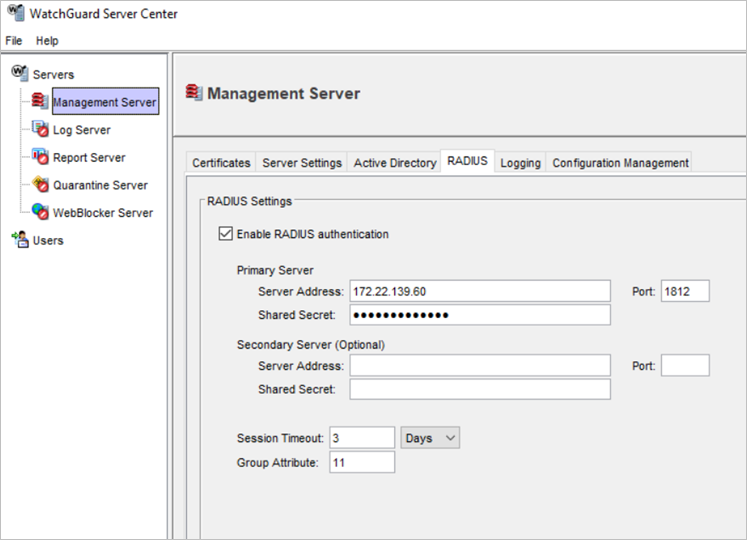 WatchGuard Server Center
File Help
Servers
Management Server
Log Server
Report Server
Quarantine Server
WebBlocker Server
Users
Management Server
Certificates Server Settings Active Directory RADIUS Logging Configuration Management
RADIUS Settings
Enable RADIUS authentication
Primary Server
Server Address: 172.22.139.60 Port: 1812
Shared Secret: ●●●●●●●●●●●●●
Secondary Server (Optional)
Server Address: Port:
Shared Secret:
Session Timeout: 3 Days
Group Attribute: 11